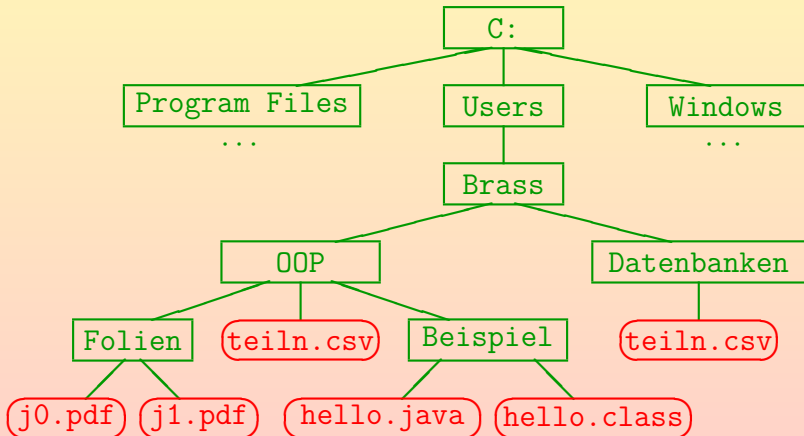 C:
Program Files Users Windows
... ...
Brass
OOP Datenbanken
Folien teiln.csv Beispiel teiln.csv
j0.pdf j1.pdf hello.java hello.class